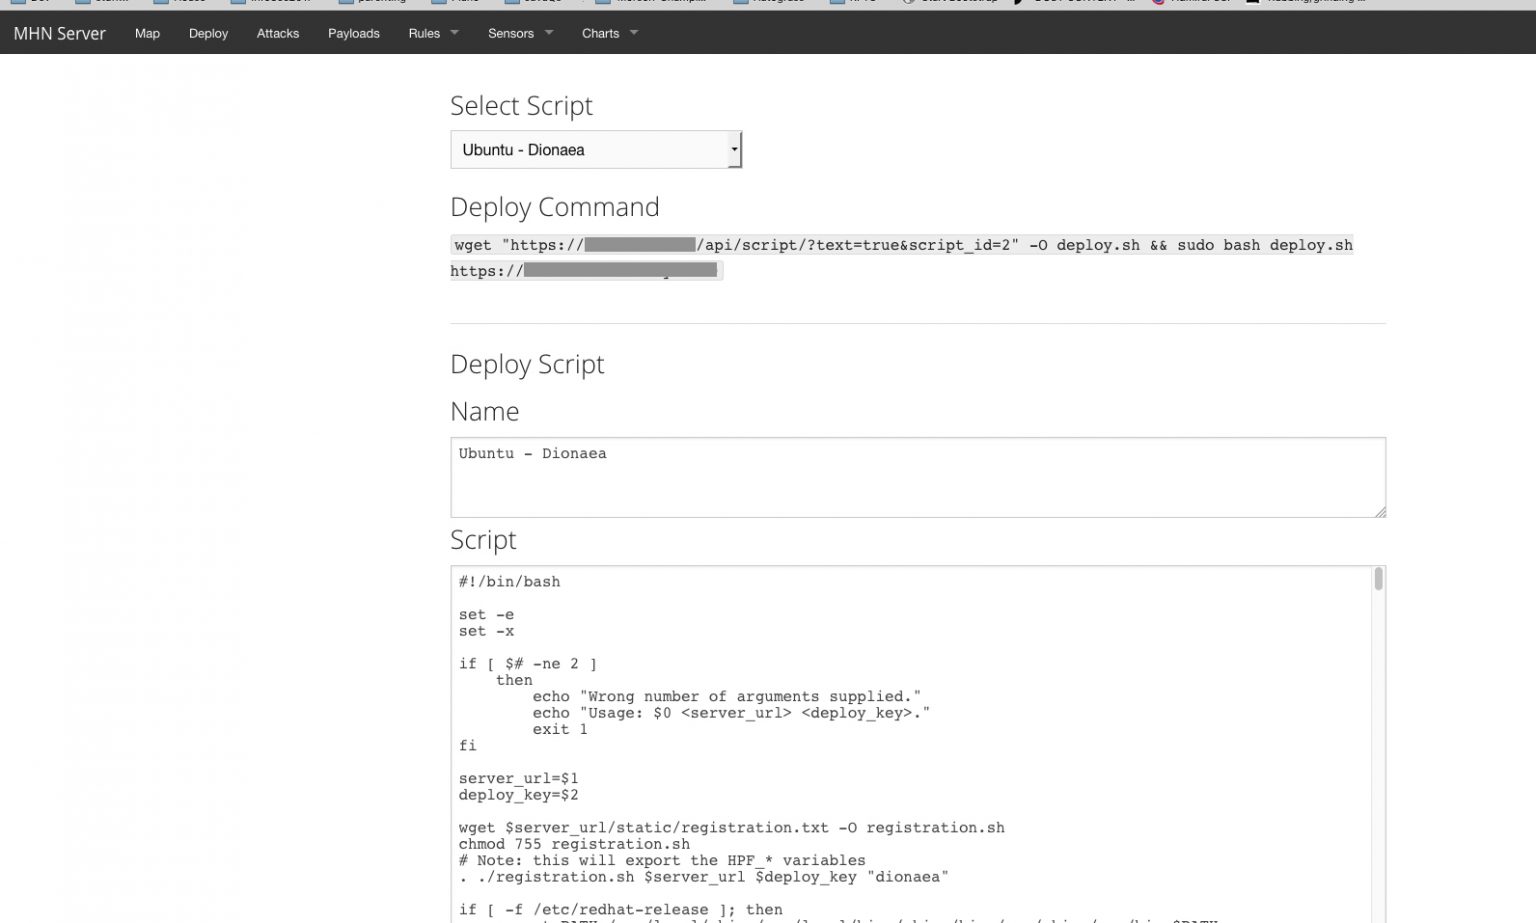 MHN Server Map Deploy Attacks Payloads Rules Sensors Charts
Select Script
Ubuntu - Dionaea
Deploy Command
wget "https:// /api/script/?text=true&script_id=2" -O deploy.sh && sudo bash deploy.sh
https://
Deploy Script
Name
Ubuntu - Dionaea
Script
#!/bin/bash
set -e
set -x
if [ $# -ne 2 ]
then
echo "Wrong number of arguments supplied."
echo "Usage: $0 <server_url> <deploy_key>."
exit 1
fi
server_url=$1
deploy_key=$2
wget $server_url/static/registration.txt -O registration.sh
chmod 755 registration.sh
# Note: this will export the HPF_* variables
. ./registration.sh $server_url $deploy_key "dionaea"
if [ -f /etc/redhat-release ]; then